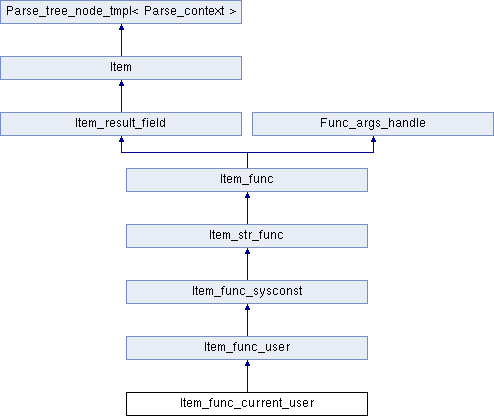 Parse_tree_node_tmpl< Parse_context >
Item
Item_result_field
Func_args_handle
Item_func
Item_str_func
Item_func_sysconst
Item_func_user
Item_func_current_user